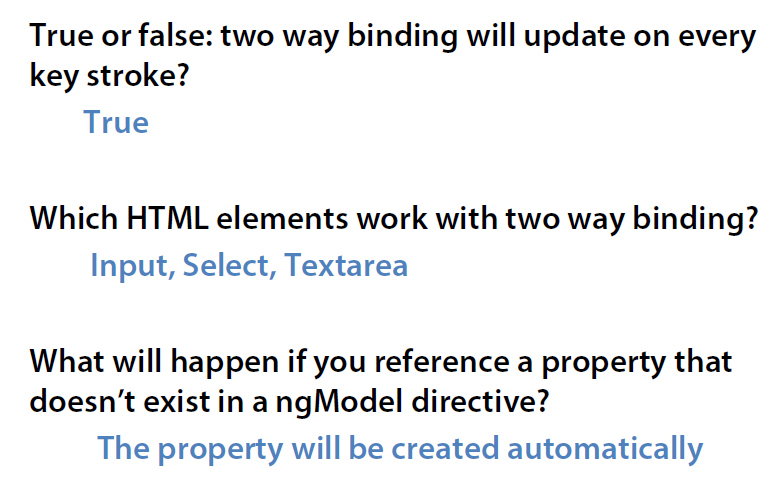 True or false: two way binding will update on every
key stroke?
True
Which HTML elements work with two way binding?
Input, Select, Textarea
What will happen if you reference a property that
doesn’t exist in a ngModel directive?
The property will be created automatically